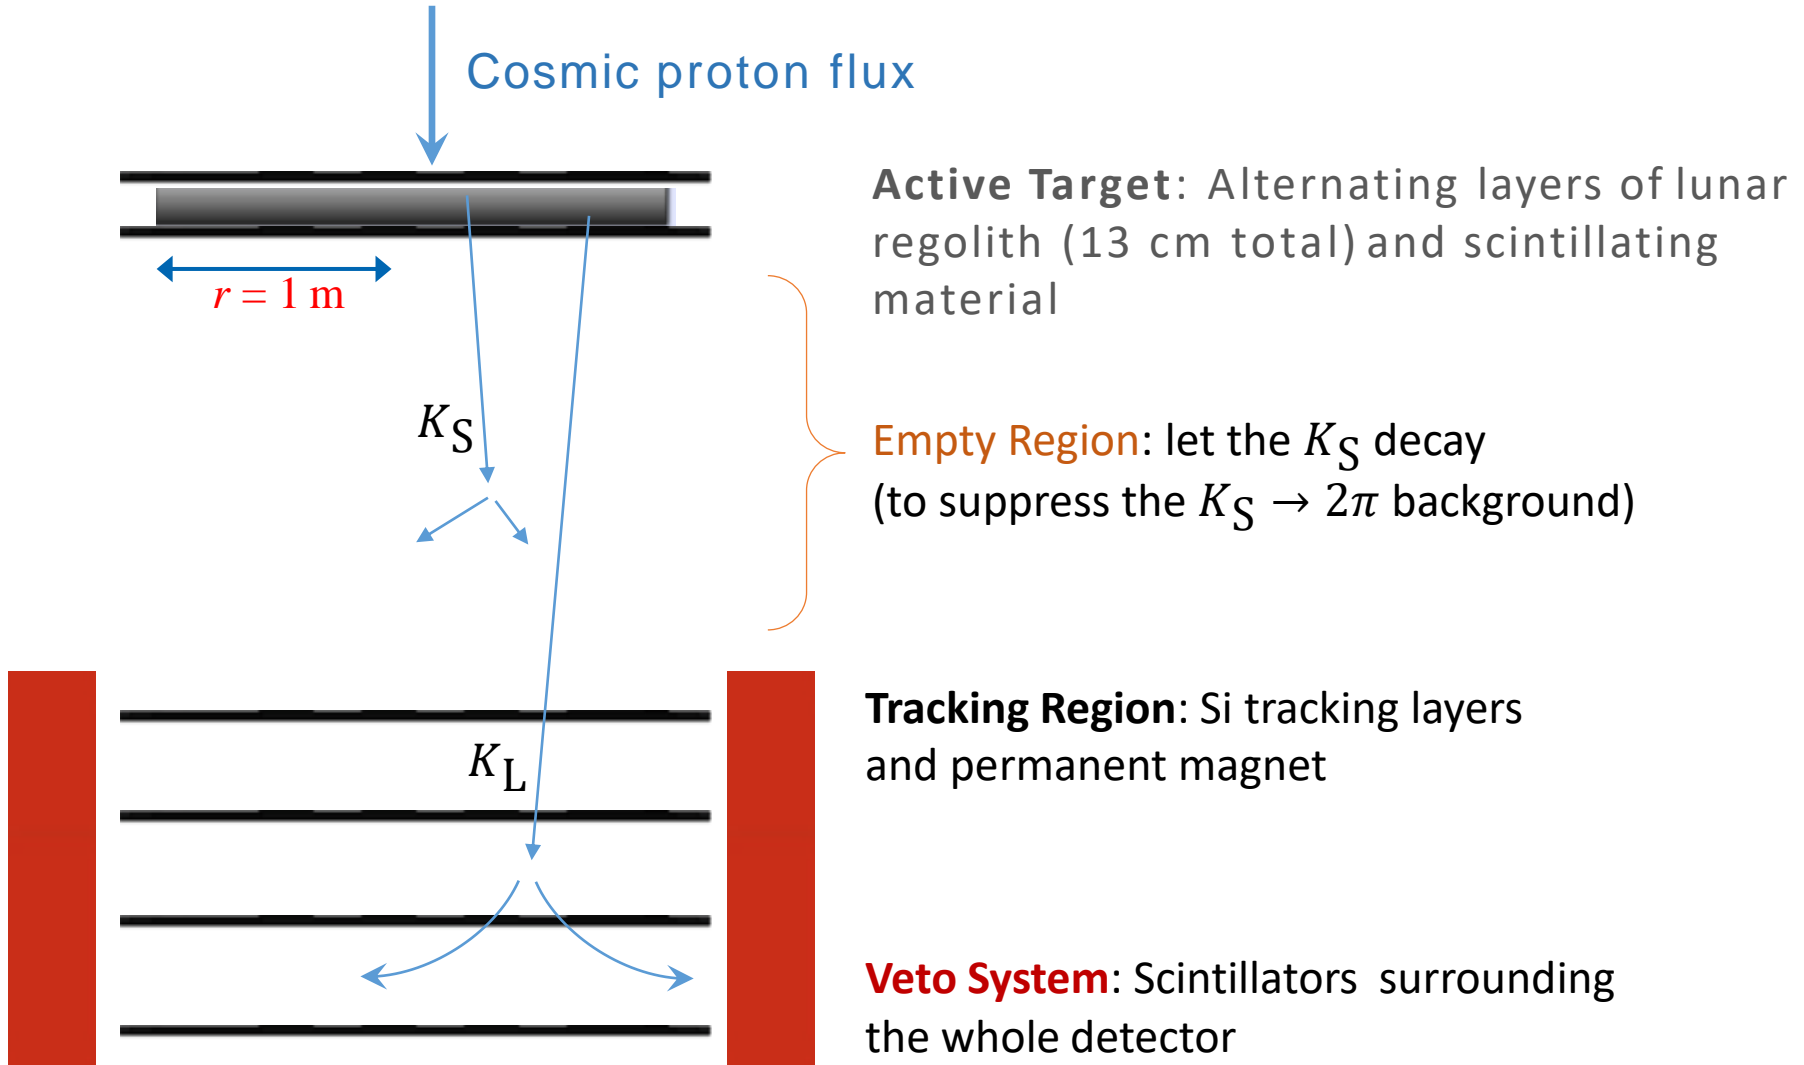 Cosmic proton flux
Active Target: Alternating layers of lunar
regolith (13 cm total) and scintillating
material
r = 1 m
K_S
Empty Region: let the K_S decay
(to suppress the K_S → 2π background)
Tracking Region: Si tracking layers
and permanent magnet
K_L
Veto System: Scintillators surrounding
the whole detector